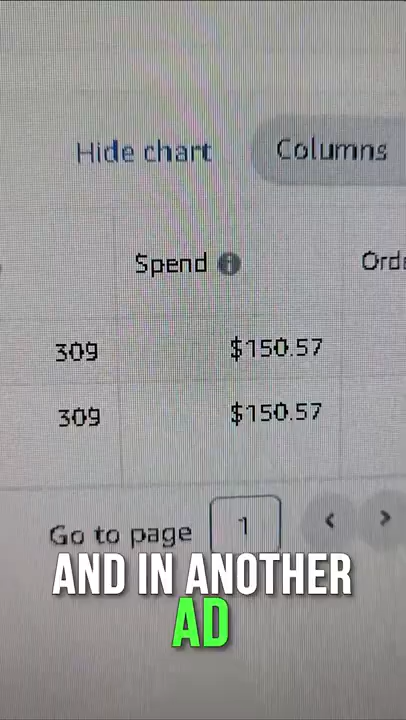 Hide chart Columns
Spend
309 $150.57
309 $150.57
Go to page 1
AND IN ANOTHER
AD